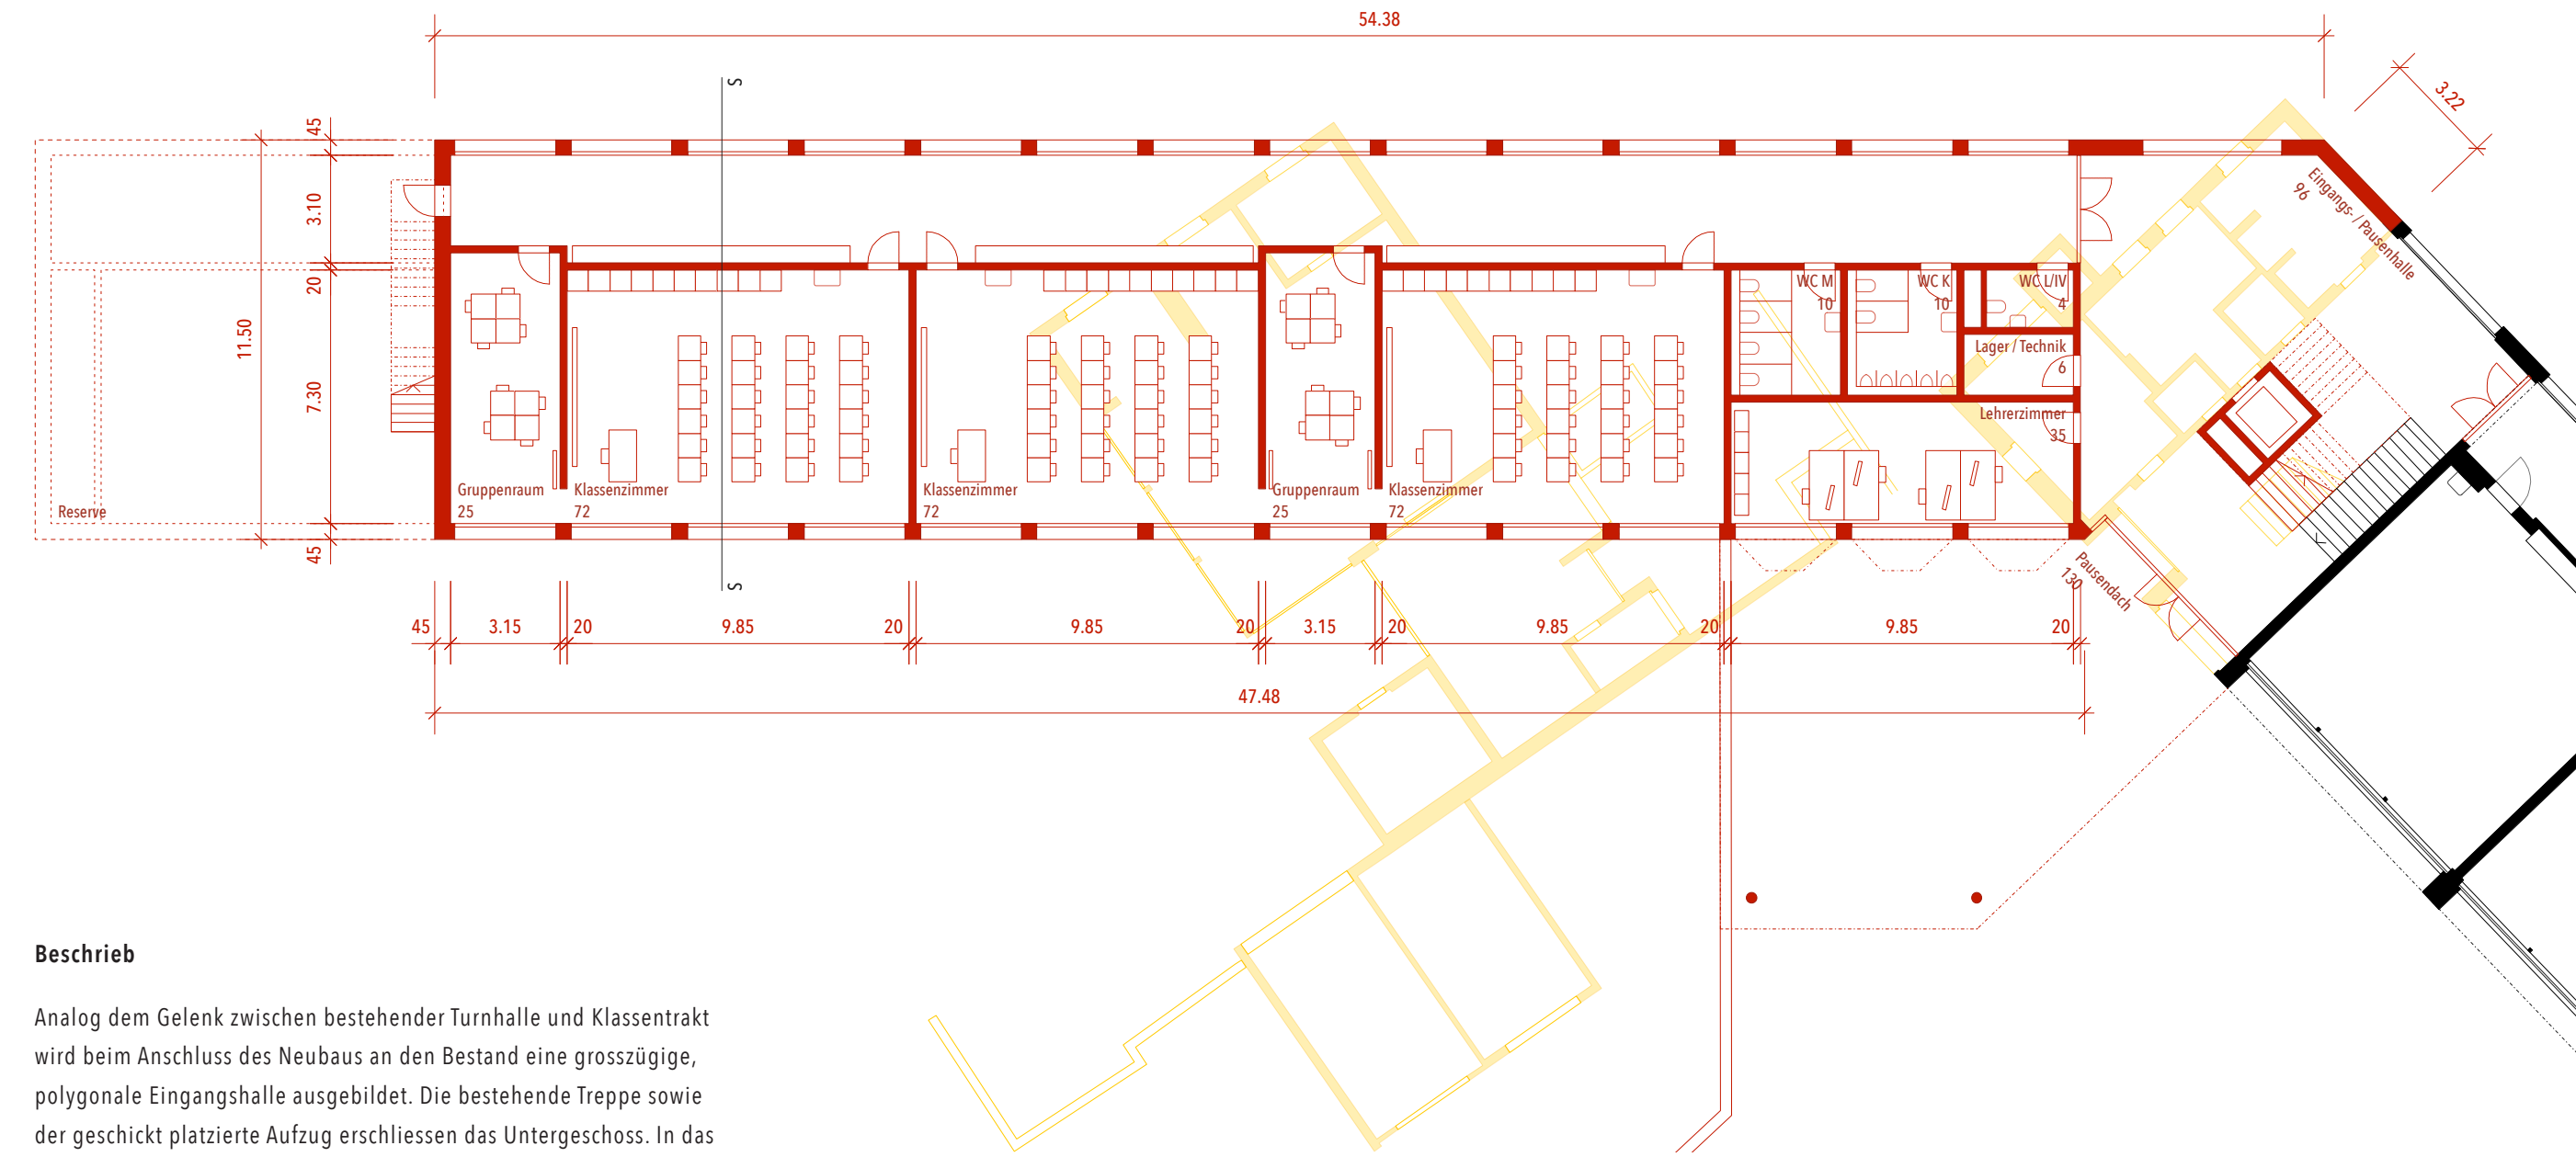 54.38
3.22
S
45
3.10
20
11.50
7.30
45
Eingangs- / Pausenhalle
96
WC M
10
WC K
10
WC L/IV
4
Lager / Technik
6
Lehrerzimmer
35
Reserve
Gruppenraum
25
Klassenzimmer
72
Klassenzimmer
72
Gruppenraum
25
Klassenzimmer
72
Pausendach
130
S
45 3.15 20 9.85 20 9.85 20 3.15 20 9.85 20 9.85 20
47.48
Beschrieb
Analog dem Gelenk zwischen bestehender Turnhalle und Klassentrakt
wird beim Anschluss des Neubaus an den Bestand eine grosszügige,
polygonale Eingangshalle ausgebildet. Die bestehende Treppe sowie
der geschickt platzierte Aufzug erschliessen das Untergeschoss. In das